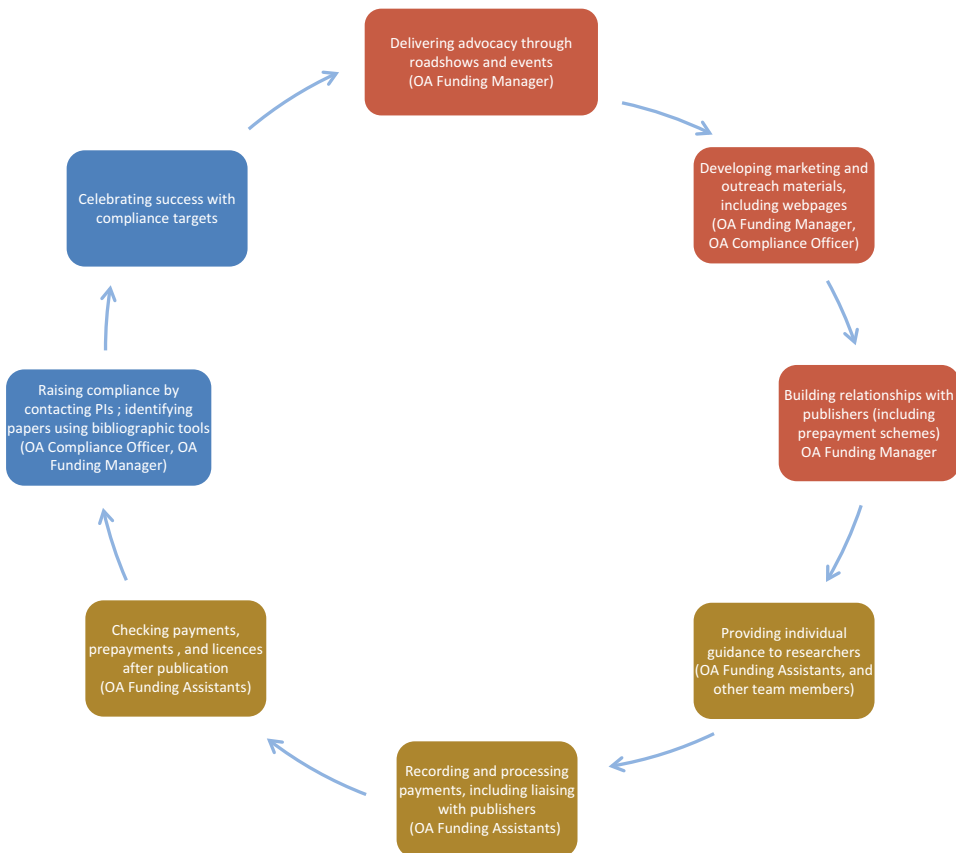 Delivering advocacy through
roadshows and events
(OA Funding Manager)
Developing marketing and
outreach materials,
including webpages
(OA Funding Manager,
OA Compliance Officer)
Building relationships with
publishers (including
prepayment schemes)
OA Funding Manager
Providing individual
guidance to researchers
(OA Funding Assistants, and
other team members)
Recording and processing
payments, including liaising
with publishers
(OA Funding Assistants)
Checking payments,
prepayments , and licences
after publication
(OA Funding Assistants)
Raising compliance by
contacting PIs ; identifying
papers using bibliographic tools
(OA Compliance Officer, OA
Funding Manager)
Celebrating success with
compliance targets